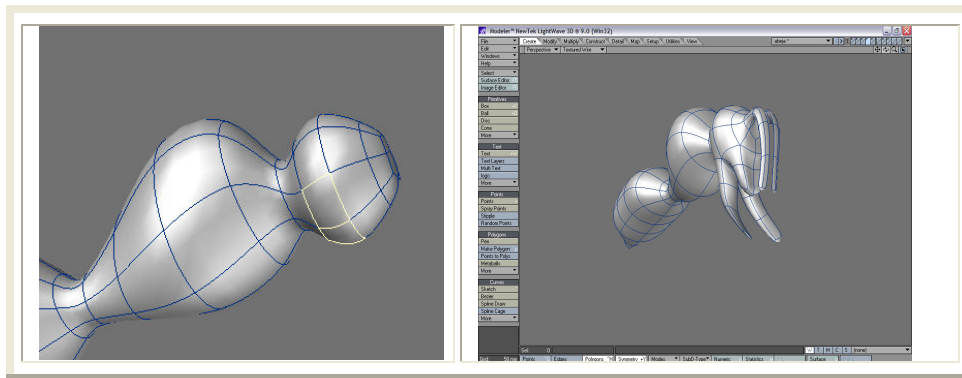 Modeler™ NewTek LightWave 3D ® 9.0 (Win32)
File Create Modify Multiply Construct Detail Map Setup Utilities View
Edit Perspective Textured Wire
Windows
Help
Select
Surface Editor
Image Editor
Primitives
Box
Ball
Disc
Cone
More
Text
Text
Text Layers
Multi Text
logo
More
Points
Points
Spray Points
Stipple
Random Points
Polygons
Pen
Make Polygon
Points to Polys
Metaballs
More
Curves
Sketch
Bezier
Spline Draw
Spline Cage
More
Sel: 0 W T M C S (none)
Grid: 50 mm Points Edges Polygons Symmetry Modes SubD-Type Numeric Statistics Surface